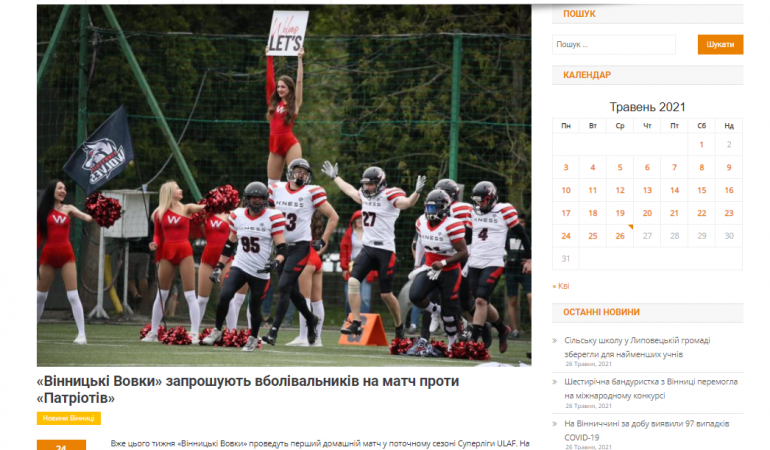 LET'S
WOLVES
W
W
W
KNESS
95
3
27
4
«Вінницькі Вовки» запрошують вболівальників на матч проти
«Патріотів»
Новини Вінниці
24
Вже цього тижня «Вінницькі Вовки» проведуть перший домашній матч у поточному сезоні Суперліги ULAF. На
ПОШУК
Пошук …
Шукати
КАЛЕНДАР
Травень 2021
Пн Вт Ср Чт Пт Сб Нд
1 2
3 4 5 6 7 8 9
10 11 12 13 14 15 16
17 18 19 20 21 22 23
24 25 26 27 28 29 30
31
« Кві
ОСТАННІ НОВИНИ
Сільську школу у Липовецькій громаді
зберегли для найменших учнів
26 Травня, 2021
Шестирічна бандуристка з Вінниці перемогла
на міжнародному конкурсі
26 Травня, 2021
На Вінниччині за добу виявили 97 випадків
COVID-19
26 Травня, 2021